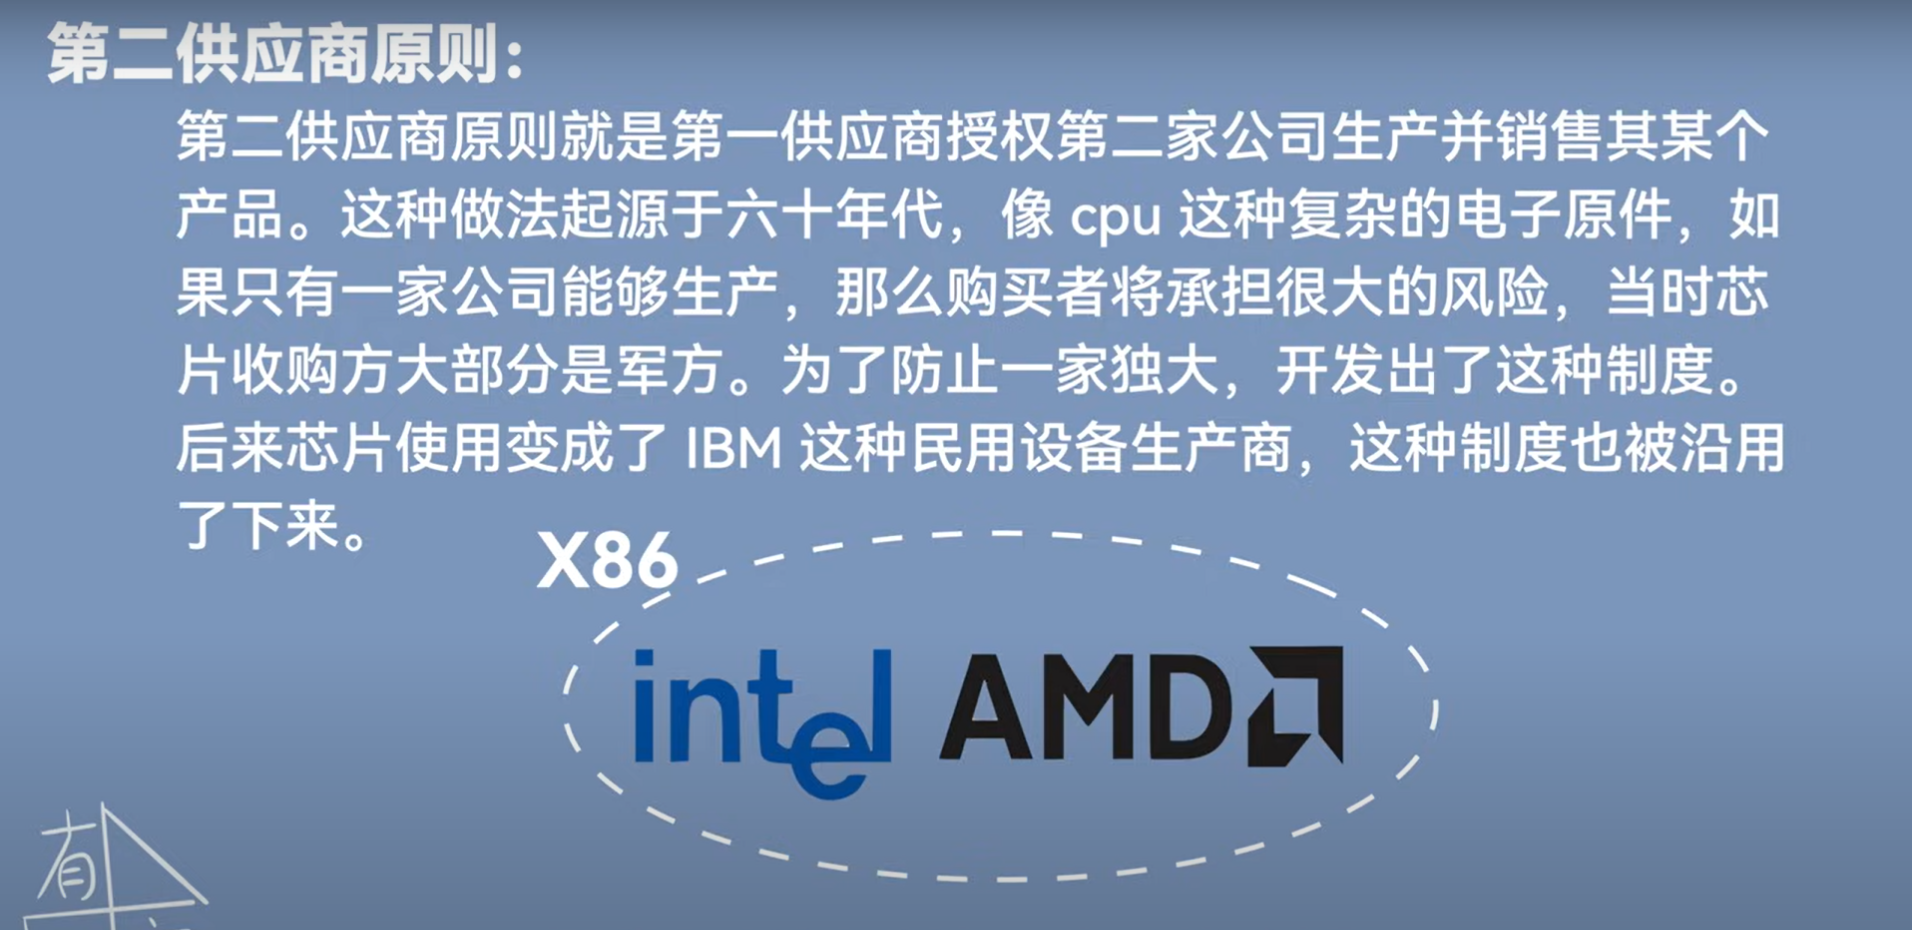 第二供应商原则：
第二供应商原则就是第一供应商授权第二家公司生产并销售其某个
产品。这种做法起源于六十年代，像 cpu 这种复杂的电子原件，如
果只有一家公司能够生产，那么购买者将承担很大的风险，当时芯
片收购方大部分是军方。为了防止一家独大，开发出了这种制度。
后来芯片使用变成了 IBM 这种民用设备生产商，这种制度也被沿用
了下来。
X86
intel AMD
有